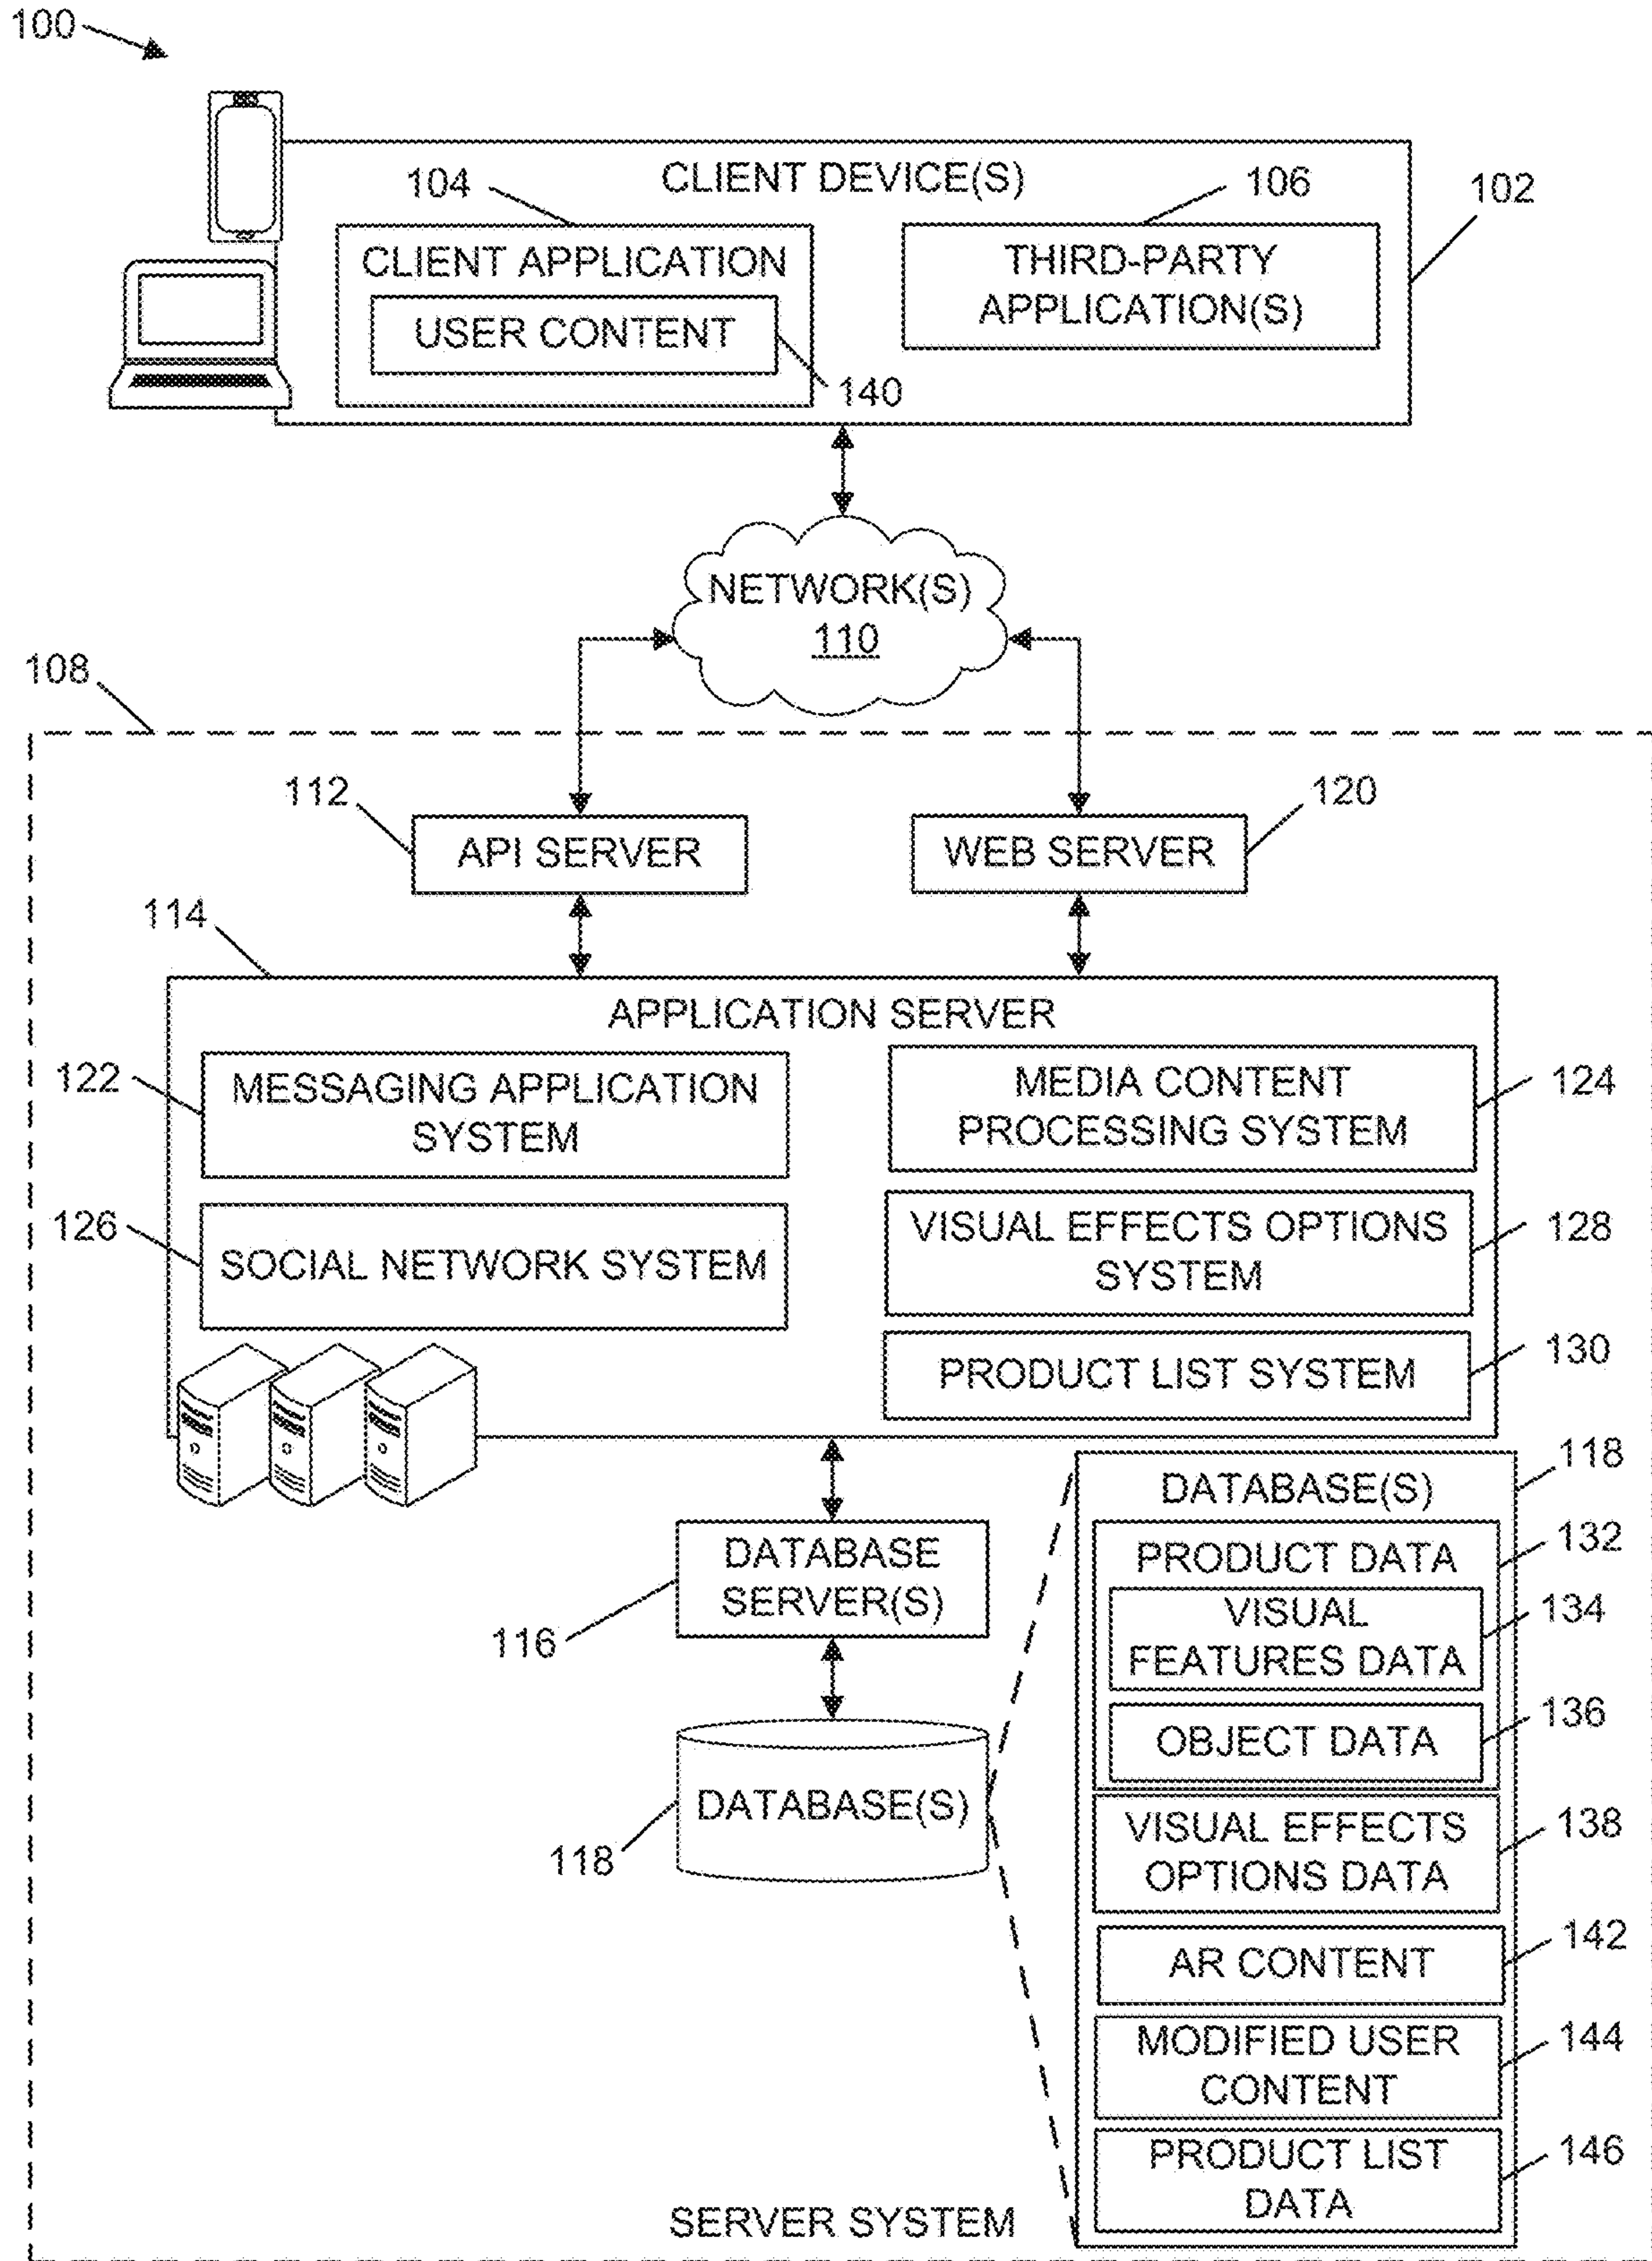 100
CLIENT DEVICE(S)
104
106
102
CLIENT APPLICATION
THIRD-PARTY
APPLICATION(S)
USER CONTENT
140
NETWORK(S)
110
108
112
120
API SERVER
WEB SERVER
114
APPLICATION SERVER
122
MESSAGING APPLICATION
SYSTEM
MEDIA CONTENT
PROCESSING SYSTEM
124
126
SOCIAL NETWORK SYSTEM
VISUAL EFFECTS OPTIONS
SYSTEM
128
PRODUCT LIST SYSTEM
130
DATABASE
SERVER(S)
116
DATABASE(S)
118
DATABASE(S)
118
PRODUCT DATA
132
VISUAL
FEATURES DATA
134
OBJECT DATA
136
VISUAL EFFECTS
OPTIONS DATA
138
AR CONTENT
142
MODIFIED USER
CONTENT
144
PRODUCT LIST
DATA
146
SERVER SYSTEM